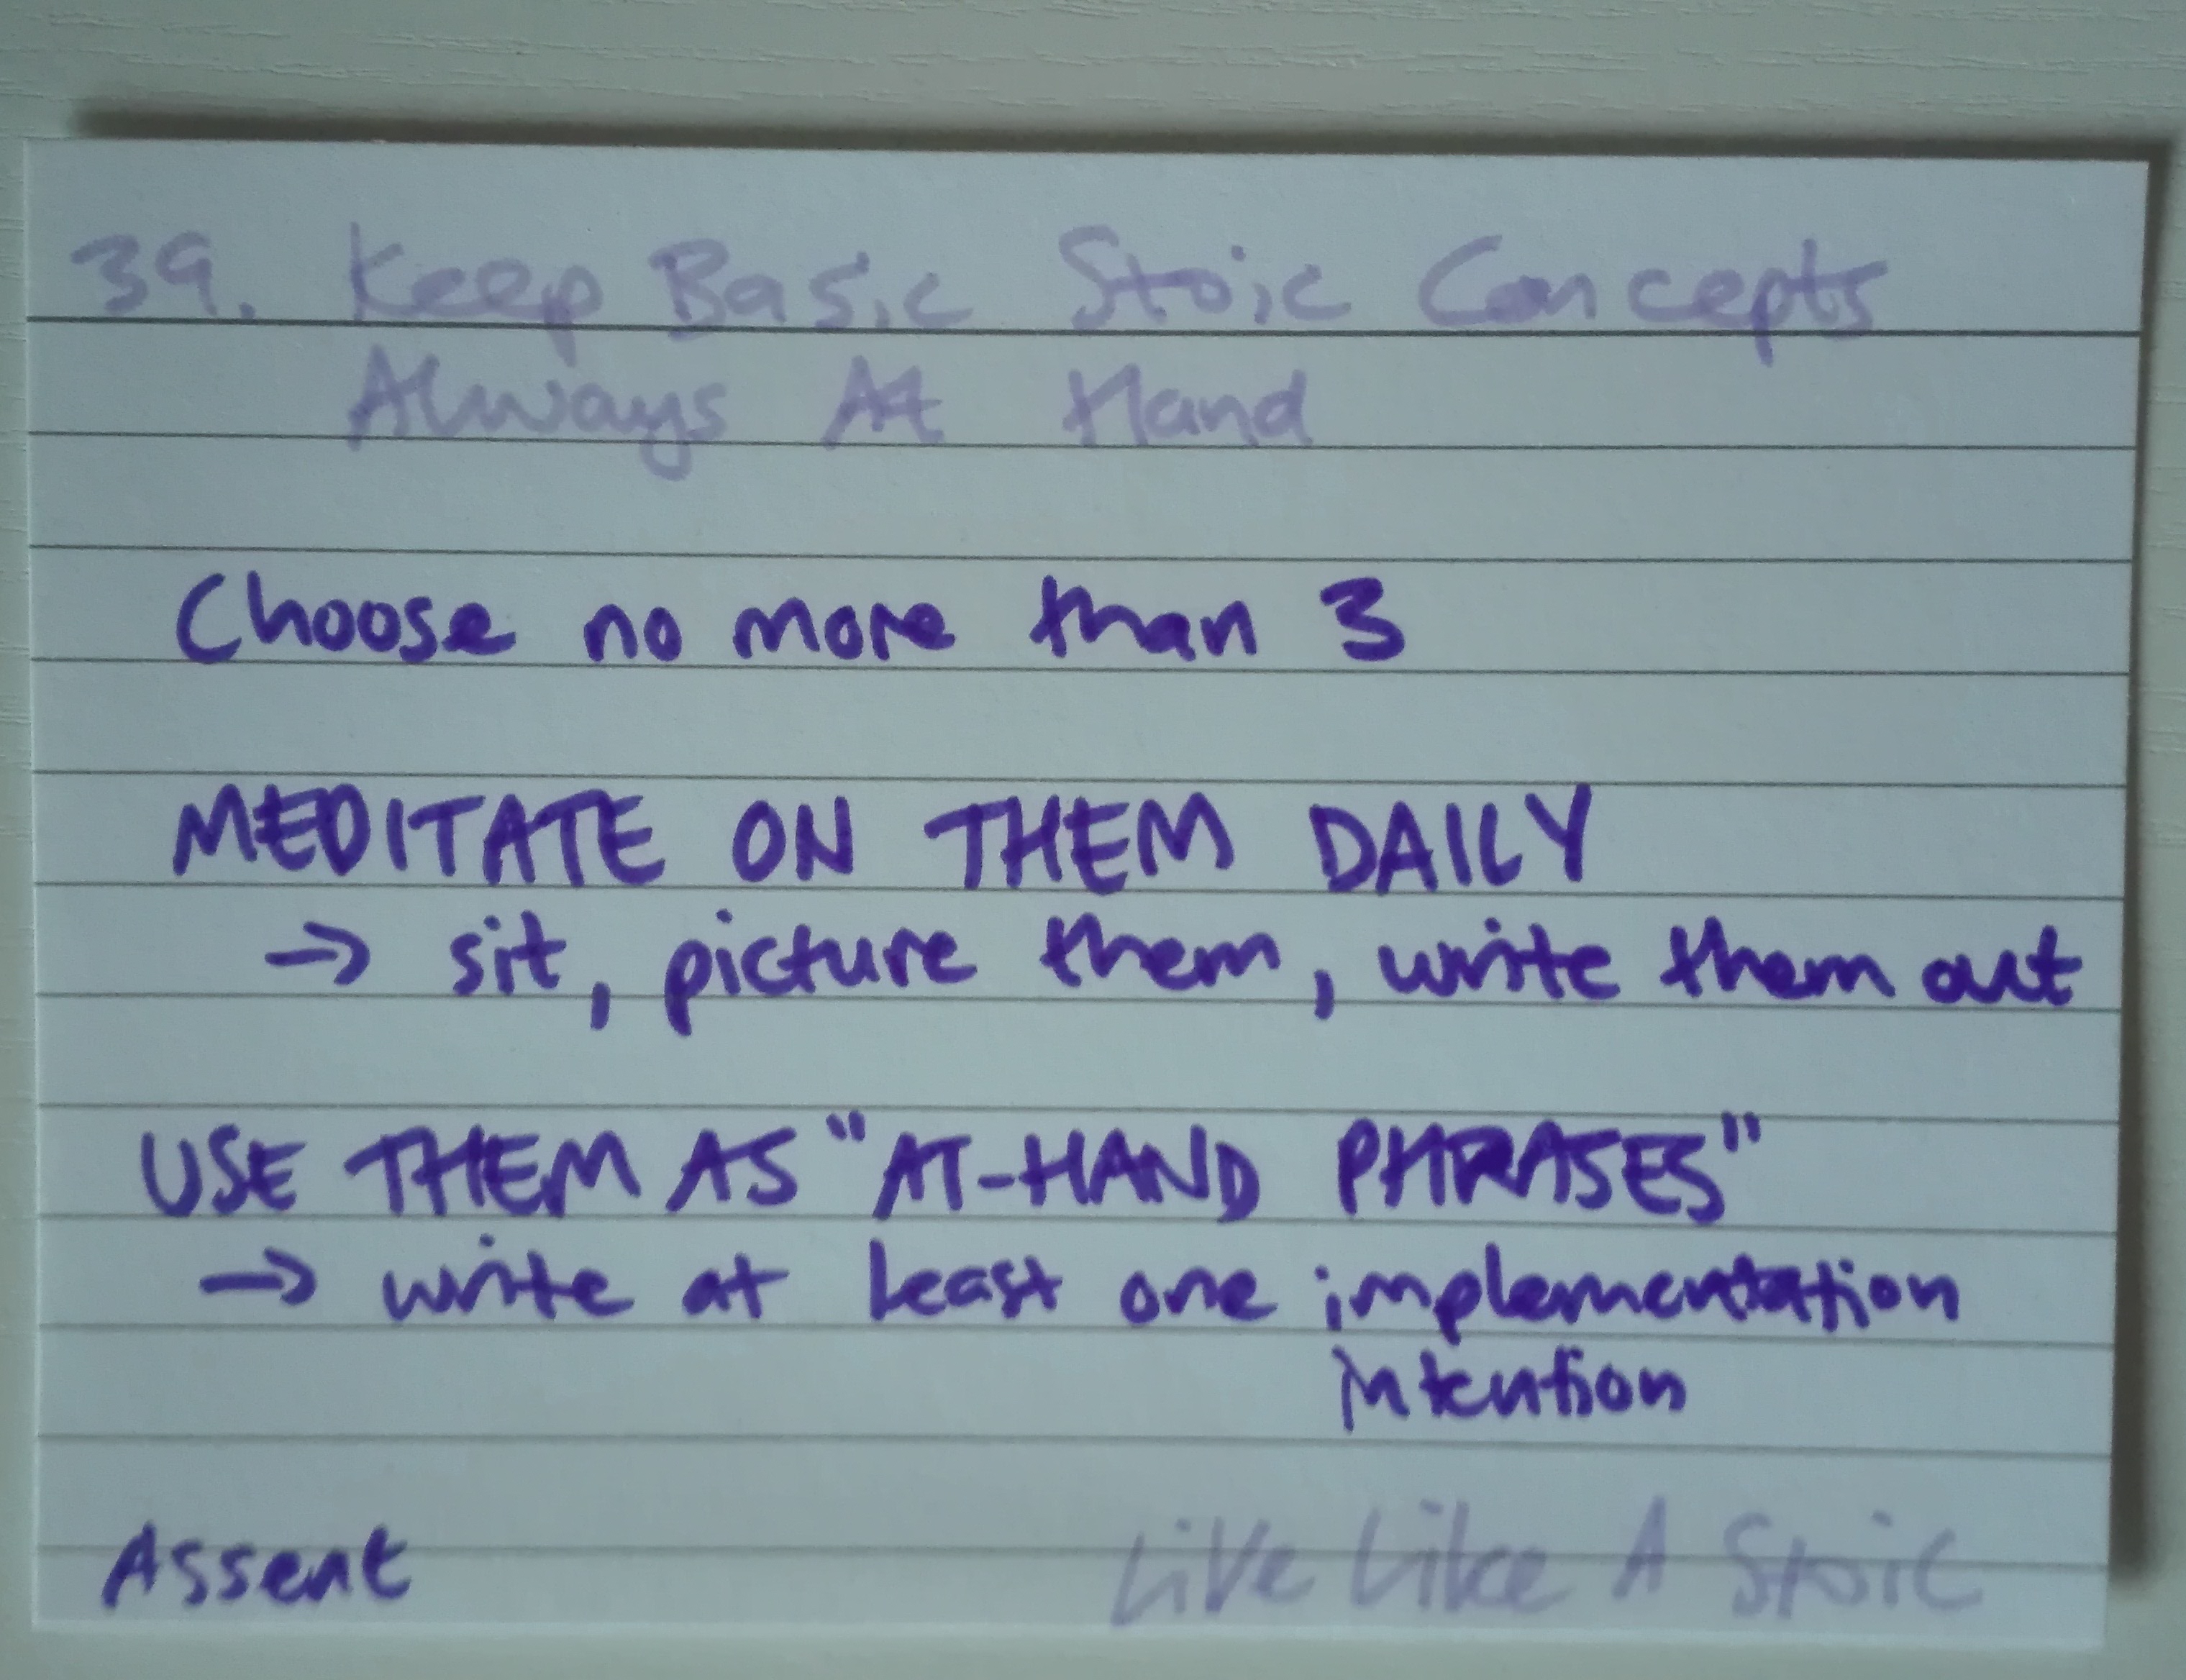 39. Keep Basic Stoic Concepts
Always At Hand
Choose no more than 3
MEDITATE ON THEM DAILY
→ sit, picture them, write them out
USE THEM AS "AT-HAND PHRASES"
→ write at least one implementation
intention
Assent
Live Like A Stoic